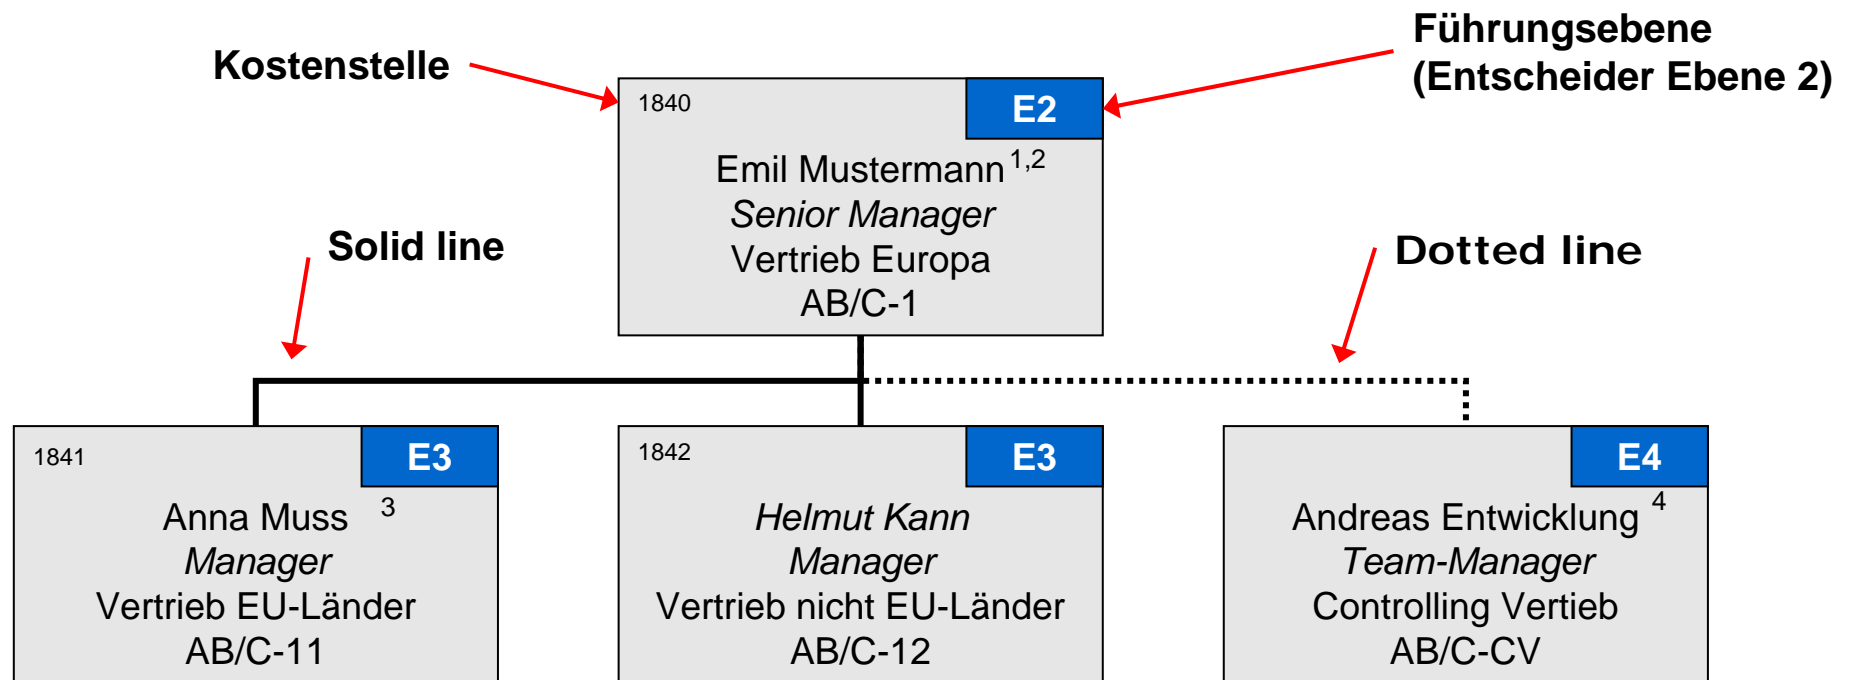 Kostenstelle
Führungsebene
(Entscheider Ebene 2)
1840
E2
Emil Mustermann 1,2
Senior Manager
Vertrieb Europa
AB/C-1
Solid line
Dotted line
1841
E3
Anna Muss 3
Manager
Vertrieb EU-Länder
AB/C-11
1842
E3
Helmut Kann
Manager
Vertrieb nicht EU-Länder
AB/C-12
E4
Andreas Entwicklung 4
Team-Manager
Controlling Vertieb
AB/C-CV